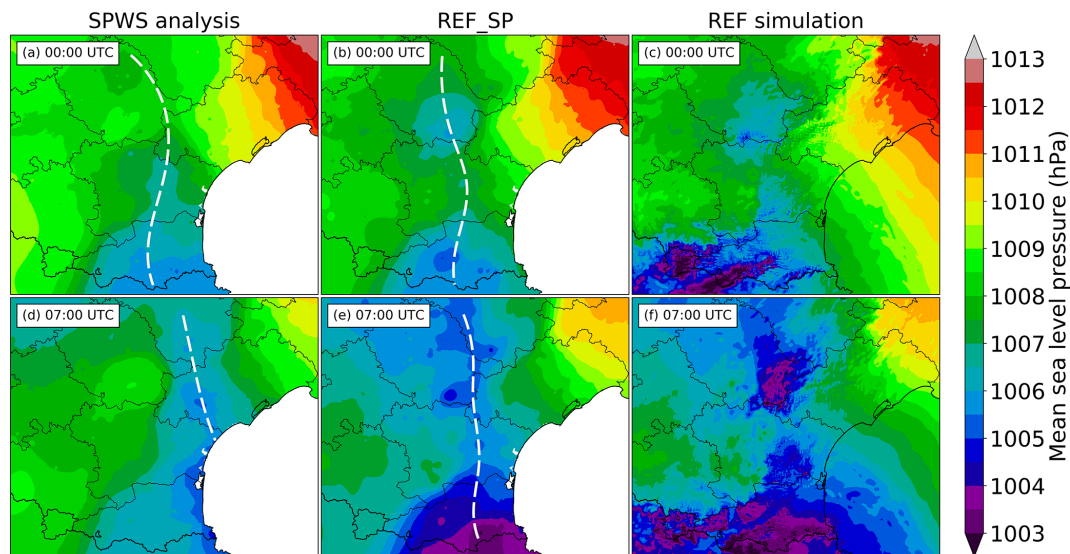 SPWS analysis
REF_SP
REF simulation
(a) 00:00 UTC
(b) 00:00 UTC
(c) 00:00 UTC
(d) 07:00 UTC
(e) 07:00 UTC
(f) 07:00 UTC
1013
1012
1011
1010
1009
1008
1007
1006
1005
1004
1003
Mean sea level pressure (hPa)